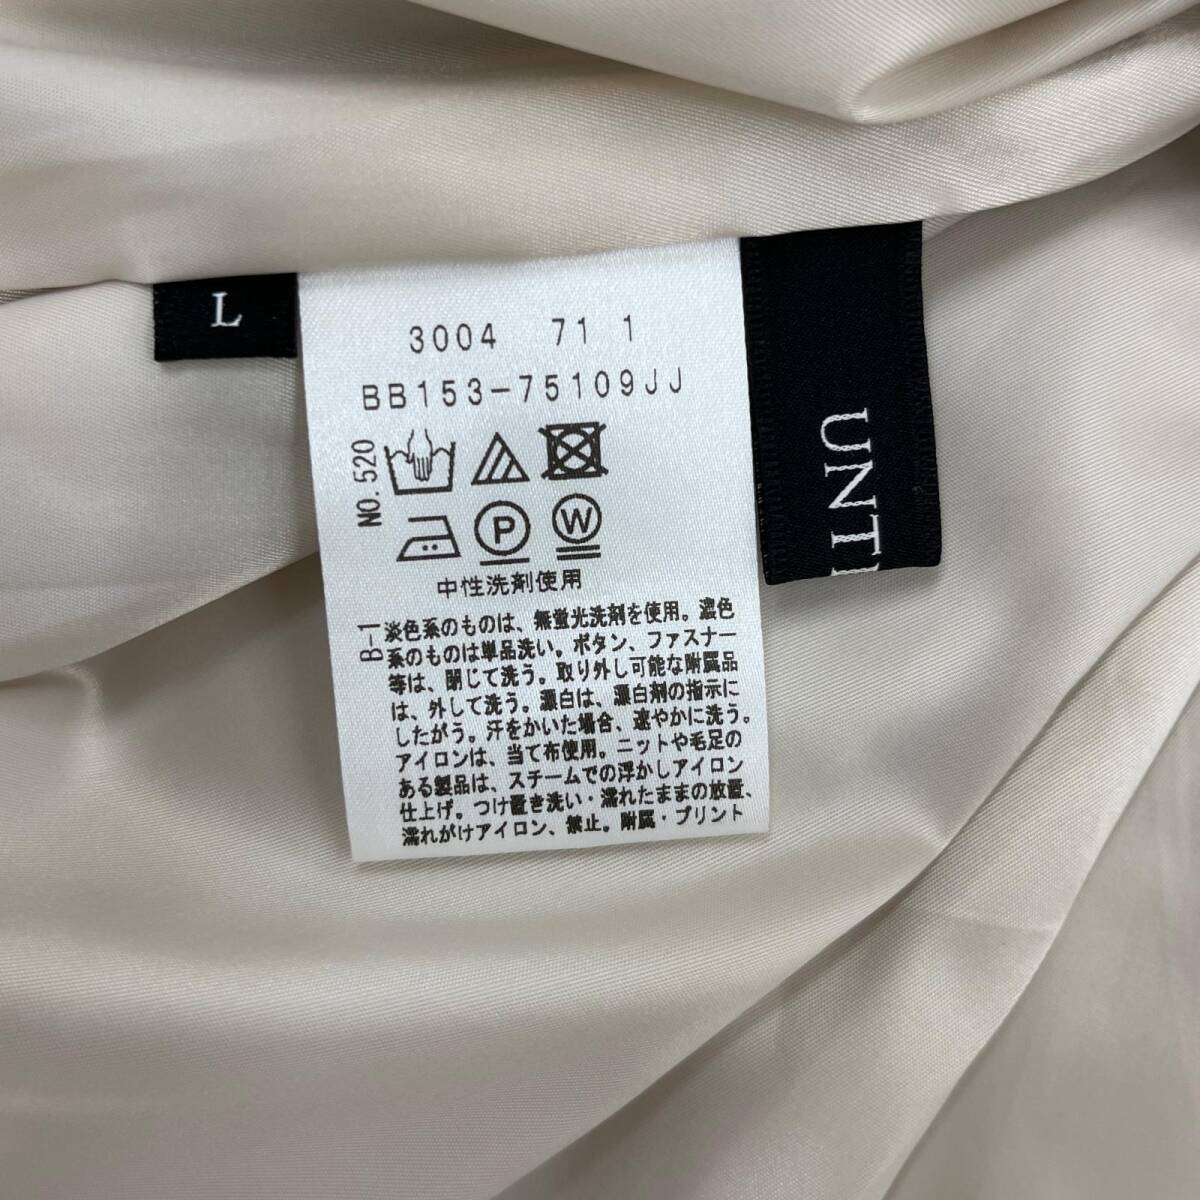 L
3004 71 1
BB153-75109JJ
NO.520
P
W
中性洗剤使用
B-1
淡色系のものは、無蛍光洗剤を使用。濃色
系のものは単品洗い。ボタン、ファスナー
等は、閉じて洗う。取り外し可能な附属品
は、外して洗う。漂白は、漂白剤の指示に
したがう。汗をかいた場合、速やかに洗う。
アイロンは、当て布使用。ニットや毛足の
ある製品は、スチームでの浮かしアイロン
仕上げ。つけ置き洗い・濡れたままの放置、
濡れがけアイロン、禁止。附属・プリント
UNTI